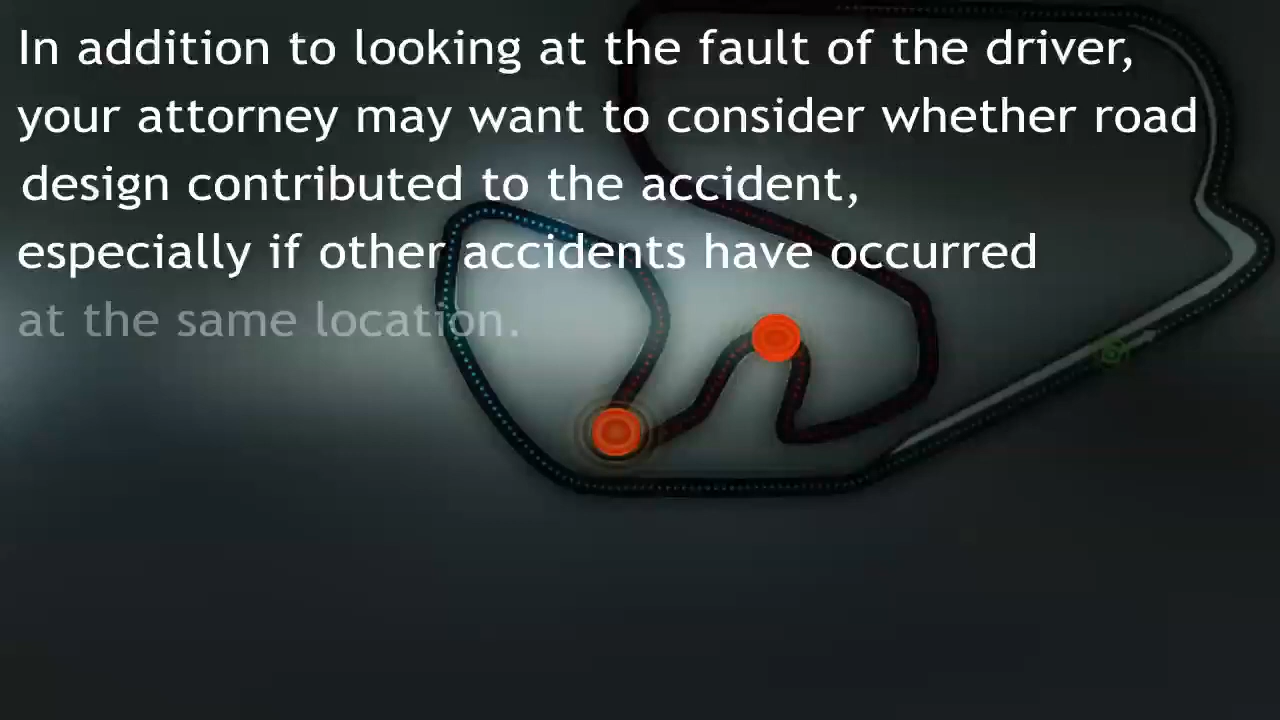 In addition to looking at the fault of the driver,
your attorney may want to consider whether road
design contributed to the accident,
especially if other accidents have occurred
at the same location.